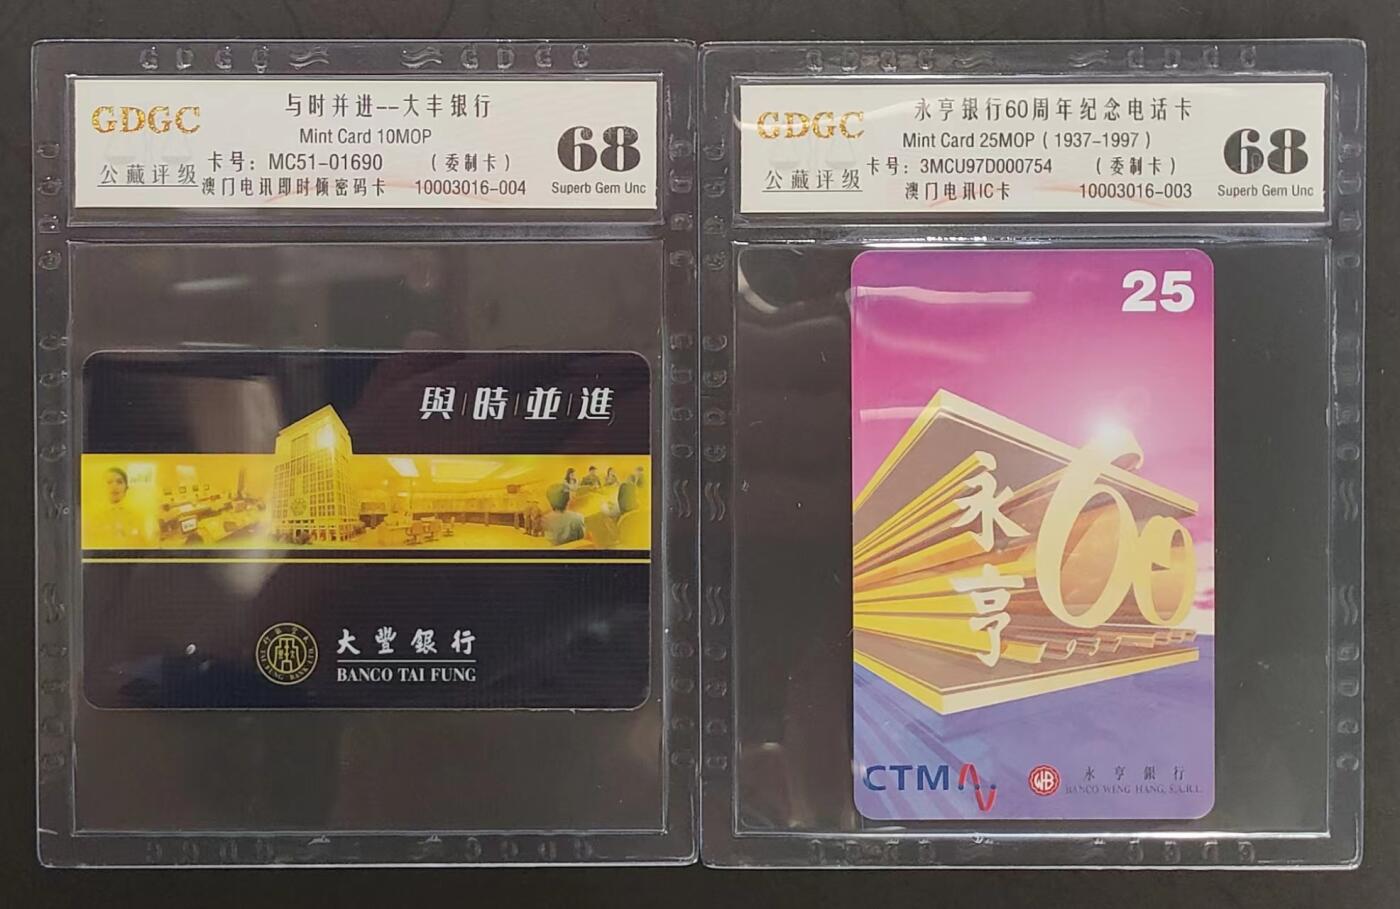 GDGC
公藏评级
与时并进--大丰银行
Mint Card 10MOP
卡号：MC51-01690 （委制卡）
澳门电讯即时倾密码卡 10003016-004
68
Superb Gem Unc
與時並進
大豐銀行
BANCO TAI FUNG
GDGC
公藏评级
永亨银行60周年纪念电话卡
Mint Card 25MOP ( 1937-1997 )
卡号：3MCU97D000754 （委制卡）
澳门电讯IC卡 10003016-003
68
Superb Gem Unc
25
永亨
60
CTM
WHB
永亨銀行
BANCO WENG HANG, S.A.R.L.